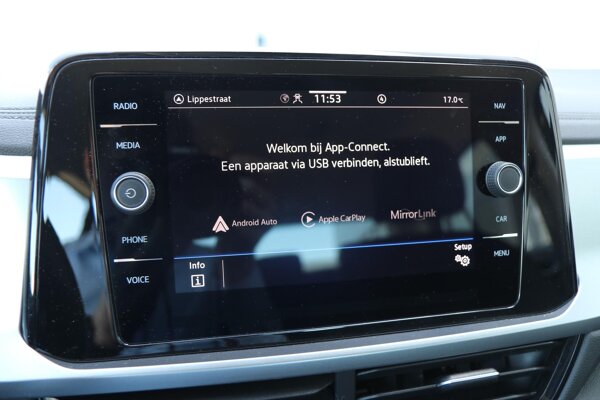 RADIO
MEDIA
PHONE
VOICE
Lippestraat
11:53
17.0°C
Welkom bij App-Connect.
Een apparaat via USB verbinden, alstublieft.
Android Auto
Apple CarPlay
MirrorLink
Info
Setup
NAV
APP
CAR
MENU